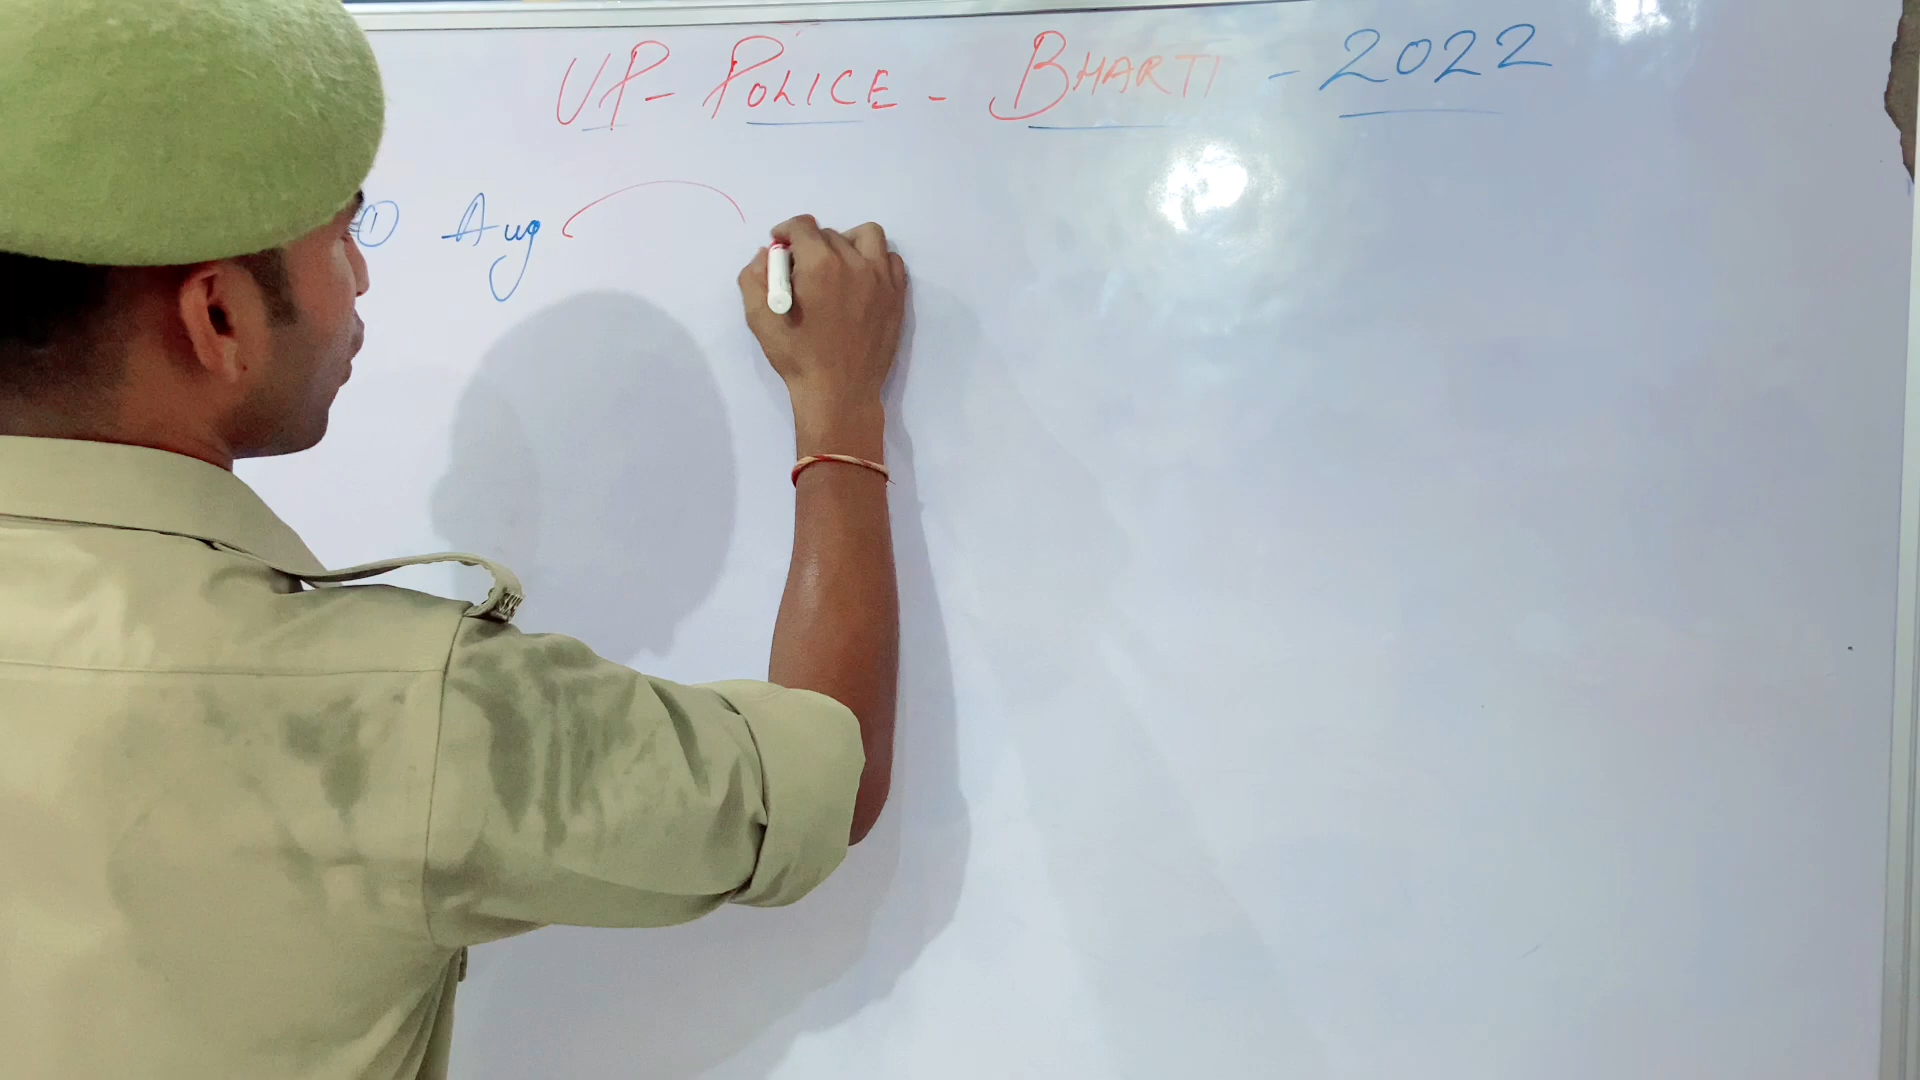 UP - POLICE - BHARTI - 2022
① Aug